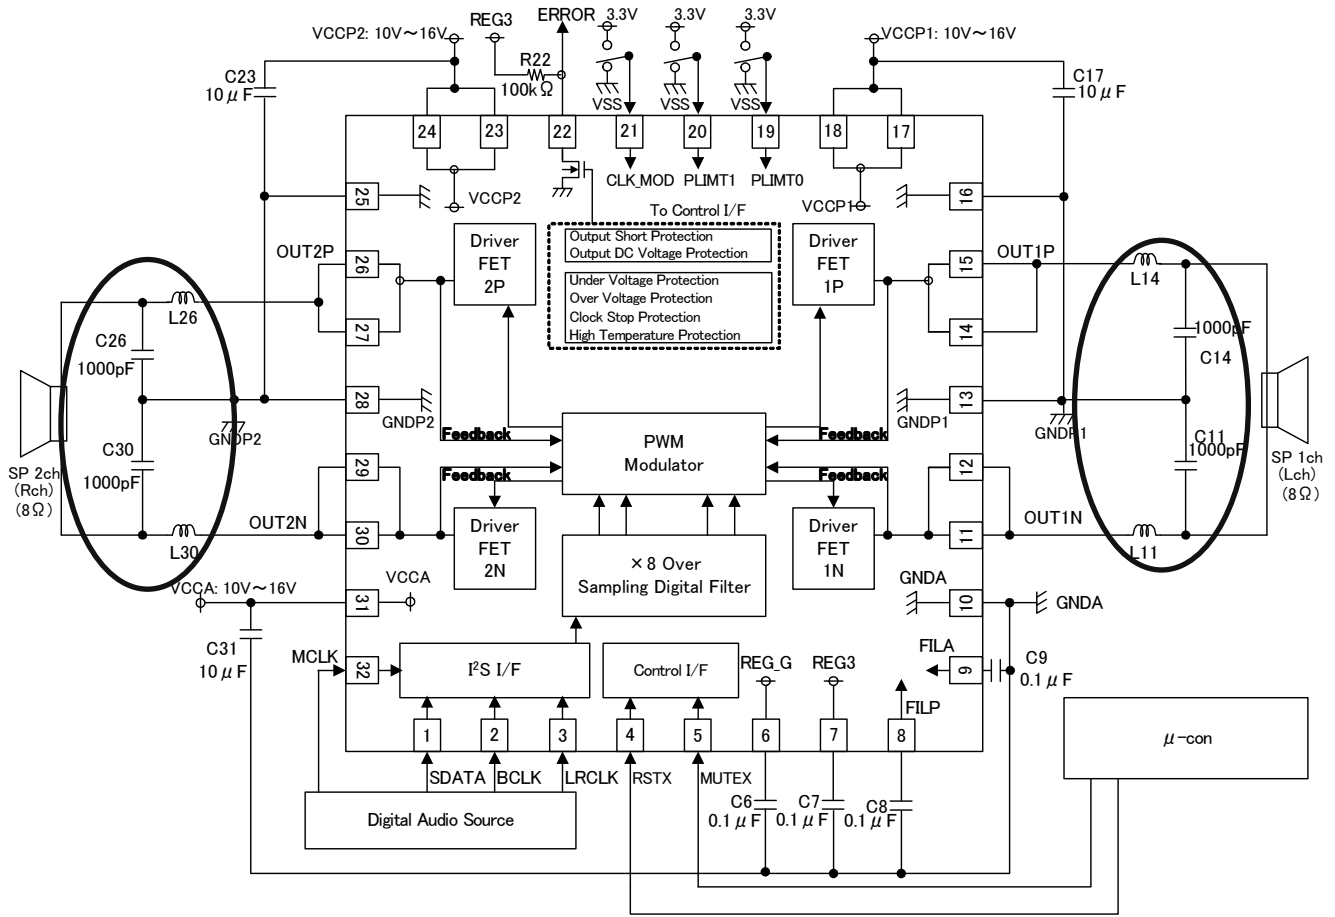 ERROR
3.3V
3.3V
3.3V
REG3
VCCP2: 10V～16V
VCCP1: 10V～16V
R22
100kΩ
C23
10μF
C17
10μF
VSS
VSS
VSS
24
23
22
21
20
19
18
17
CLK_MOD
PLIMT1
PLIMT0
VCCP2
VCCP1
25
16
To Control I/F
Output Short Protection
Output DC Voltage Protection
Under Voltage Protection
Over Voltage Protection
Clock Stop Protection
High Temperature Protection
Driver
FET
2P
Driver
FET
1P
OUT2P
26
27
15
OUT1P
14
L26
L14
C26
1000pF
1000pF
C14
28
GNDP2
GNDP2
GNDP1
13
GNDP1
Feedback
Feedback
PWM
Modulator
Feedback
Feedback
C30
1000pF
C11
1000pF
SP 2ch
(Rch)
(8Ω)
SP 1ch
(Lch)
(8Ω)
29
12
OUT2N
30
11
OUT1N
L30
L11
Driver
FET
2N
Driver
FET
1N
×8 Over
Sampling Digital Filter
VCCA: 10V～16V
31
VCCA
GNDA
10
GNDA
C31
10μF
MCLK
32
I²S I/F
Control I/F
REG_G
REG3
FILA
9
C9
0.1μF
FILP
1
2
3
4
5
6
7
8
μ-con
SDATA
BCLK
LRCLK
RSTX
MUTEX
C6
0.1μF
C7
0.1μF
C8
0.1μF
Digital Audio Source